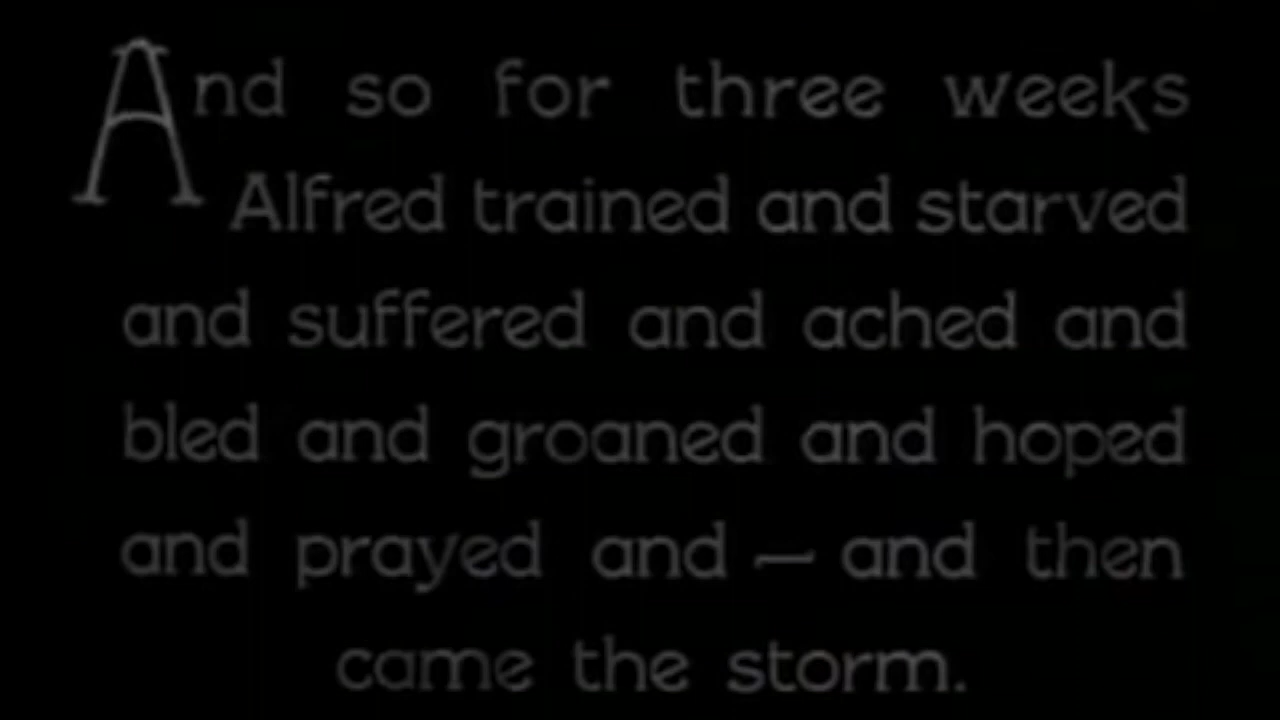 And so for three weeks
Alfred trained and starved
and suffered and ached and
bled and groaned and hoped
and prayed and — and then
came the storm.